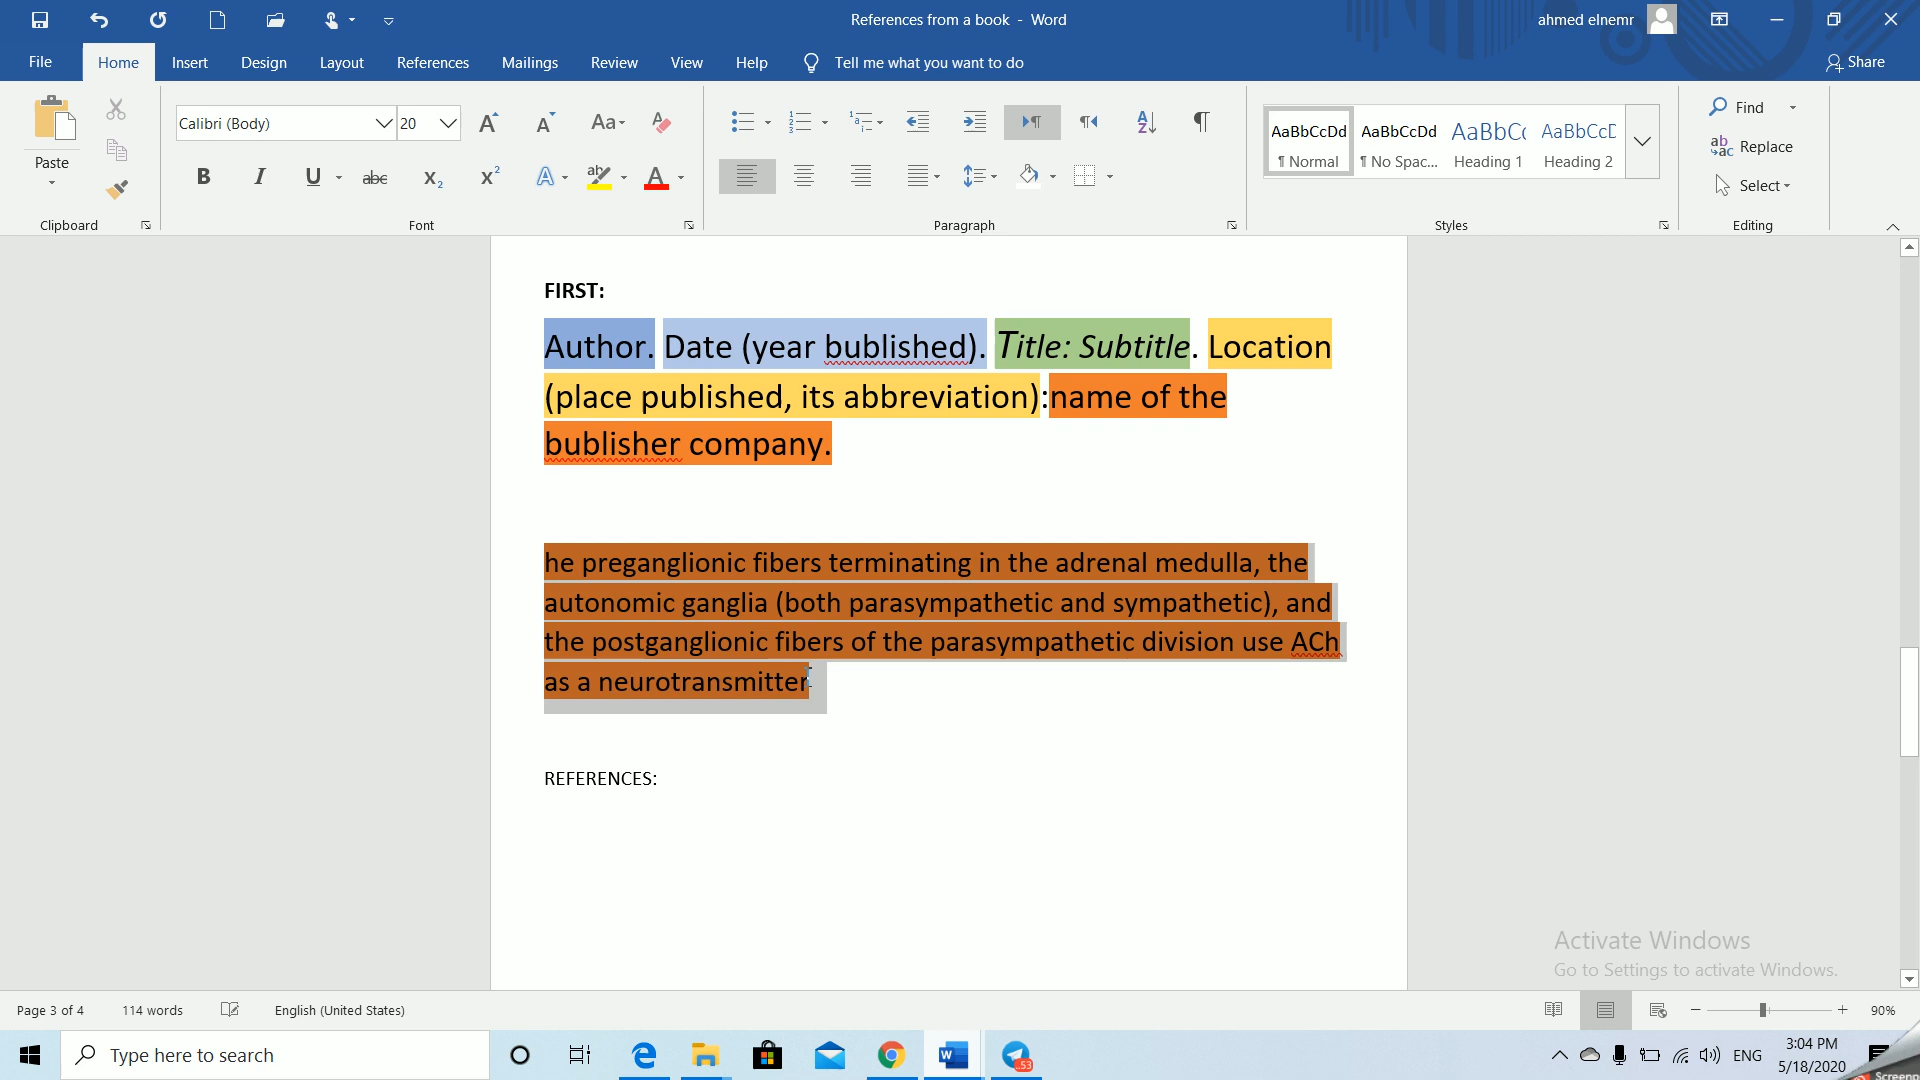 References from a book - Word
ahmed elnemr
File Home Insert Design Layout References Mailings Review View Help Tell me what you want to do
Share
Paste
Clipboard
Calibri (Body) 20
Font
Paragraph
AaBbCcDd AaBbCcDd AaBbCc AaBbCcD
¶ Normal ¶ No Spac... Heading 1 Heading 2
Styles
Find
Replace
Select
Editing
FIRST:
Author. Date (year bublished). Title: Subtitle. Location
(place published, its abbreviation):name of the
bublisher company.
he preganglionic fibers terminating in the adrenal medulla, the
autonomic ganglia (both parasympathetic and sympathetic), and
the postganglionic fibers of the parasympathetic division use ACh
as a neurotransmitter
REFERENCES:
Activate Windows
Go to Settings to activate Windows.
Page 3 of 4 114 words English (United States)
90%
Type here to search
53
ENG
3:04 PM
5/18/2020